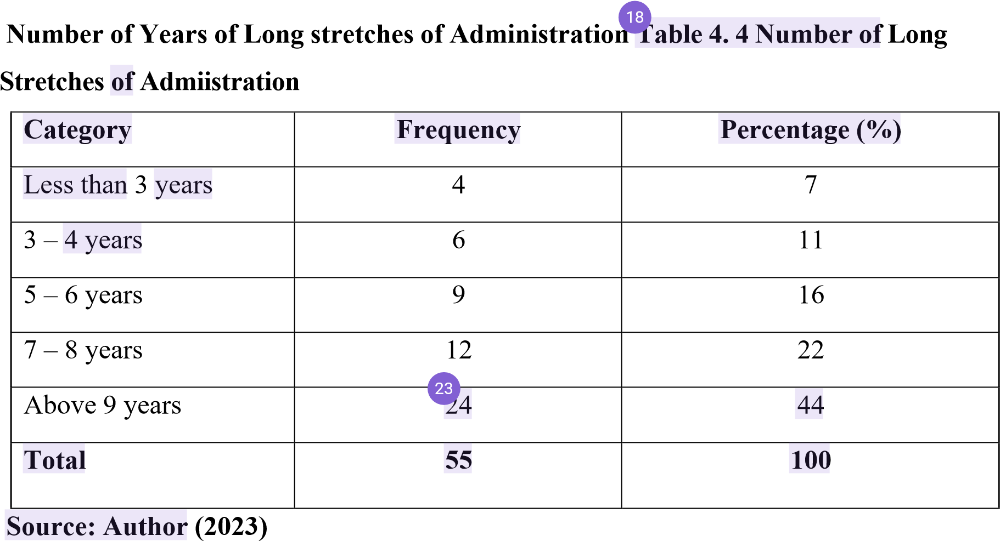 18
Number of Years of Long stretches of Administration Table 4. 4 Number of Long
Stretches of Admiistration
Category Frequency Percentage (%)
Less than 3 years 4 7
3 – 4 years 6 11
5 – 6 years 9 16
7 – 8 years 12 22
23
Above 9 years 24 44
Total 55 100
Source: Author (2023)